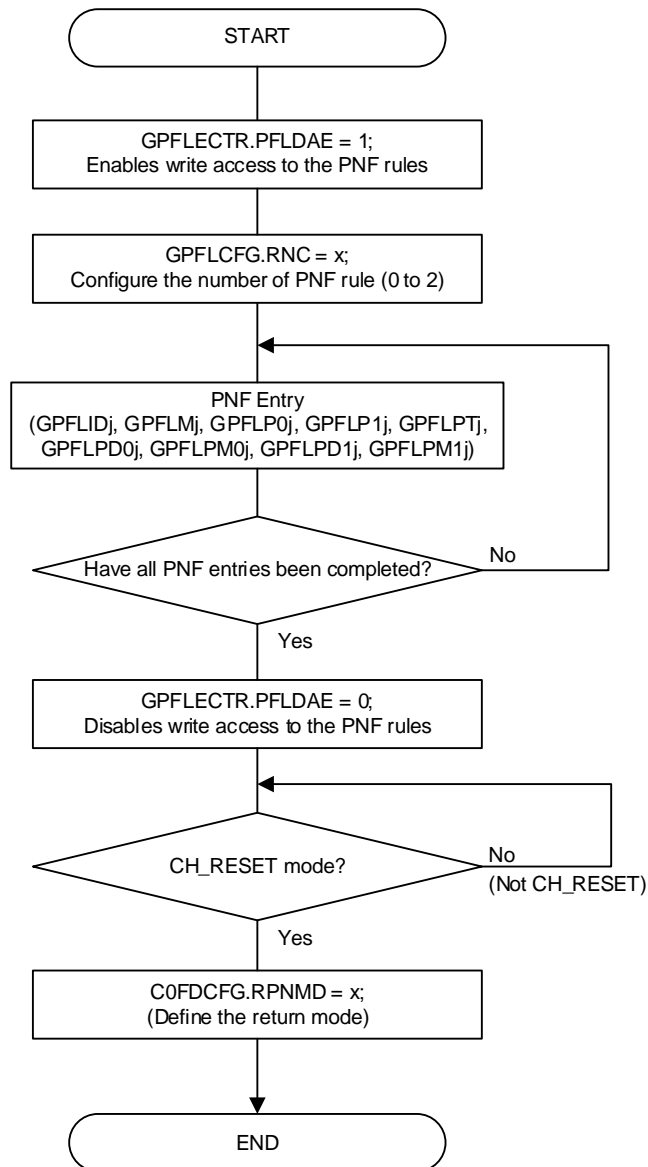 START
GPFLECTR.PFLDAE = 1;
Enables write access to the PNF rules
GPFLCFG.RNC = x;
Configure the number of PNF rule (0 to 2)
PNF Entry
(GPFLIDj, GPFLMj, GPFLP0j, GPFLP1j, GPFLPTj,
GPFLPD0j, GPFLPM0j, GPFLPD1j, GPFLPM1j)
Have all PNF entries been completed?
No
Yes
GPFLECTR.PFLDAE = 0;
Disables write access to the PNF rules
CH_RESET mode?
No
(Not CH_RESET)
Yes
C0FDCFG.RPNMD = x;
(Define the return mode)
END